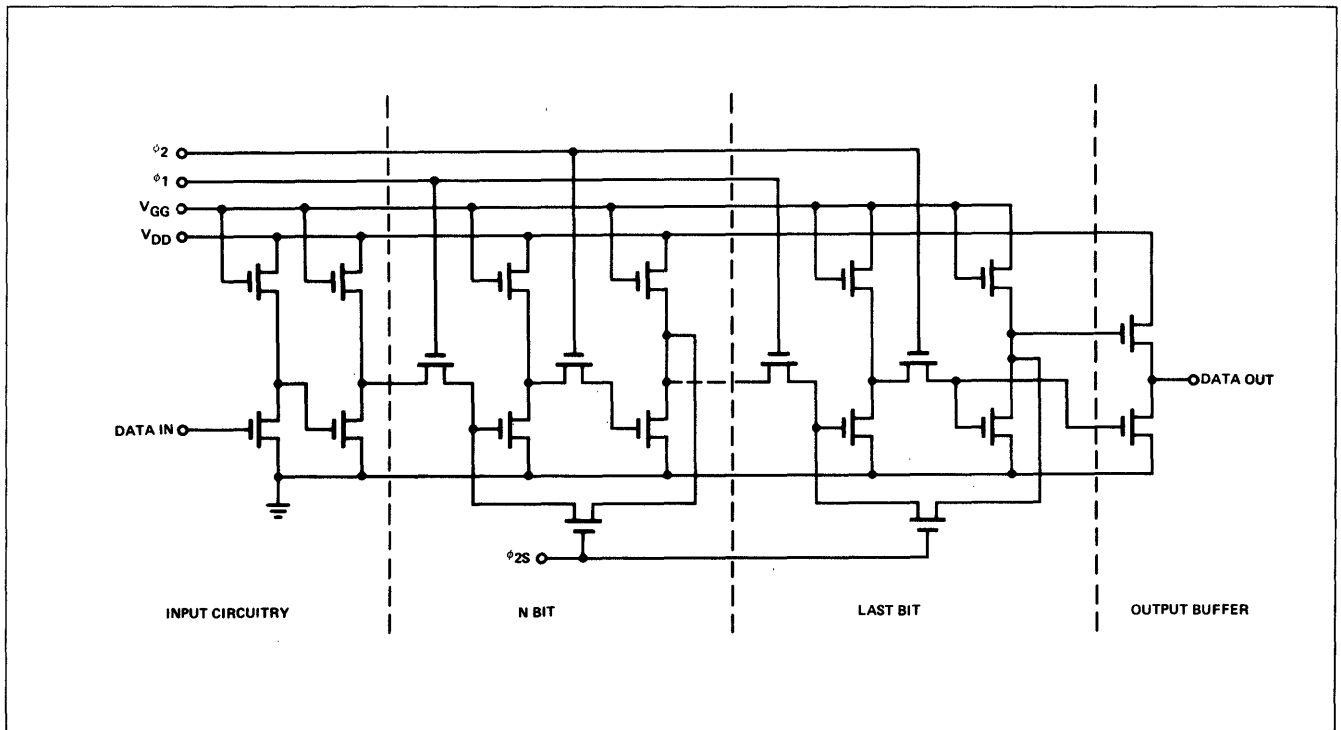 ϕ2
ϕ1
VGG
VDD
DATA IN
DATA OUT
ϕ2S
INPUT CIRCUITRY
N BIT
LAST BIT
OUTPUT BUFFER